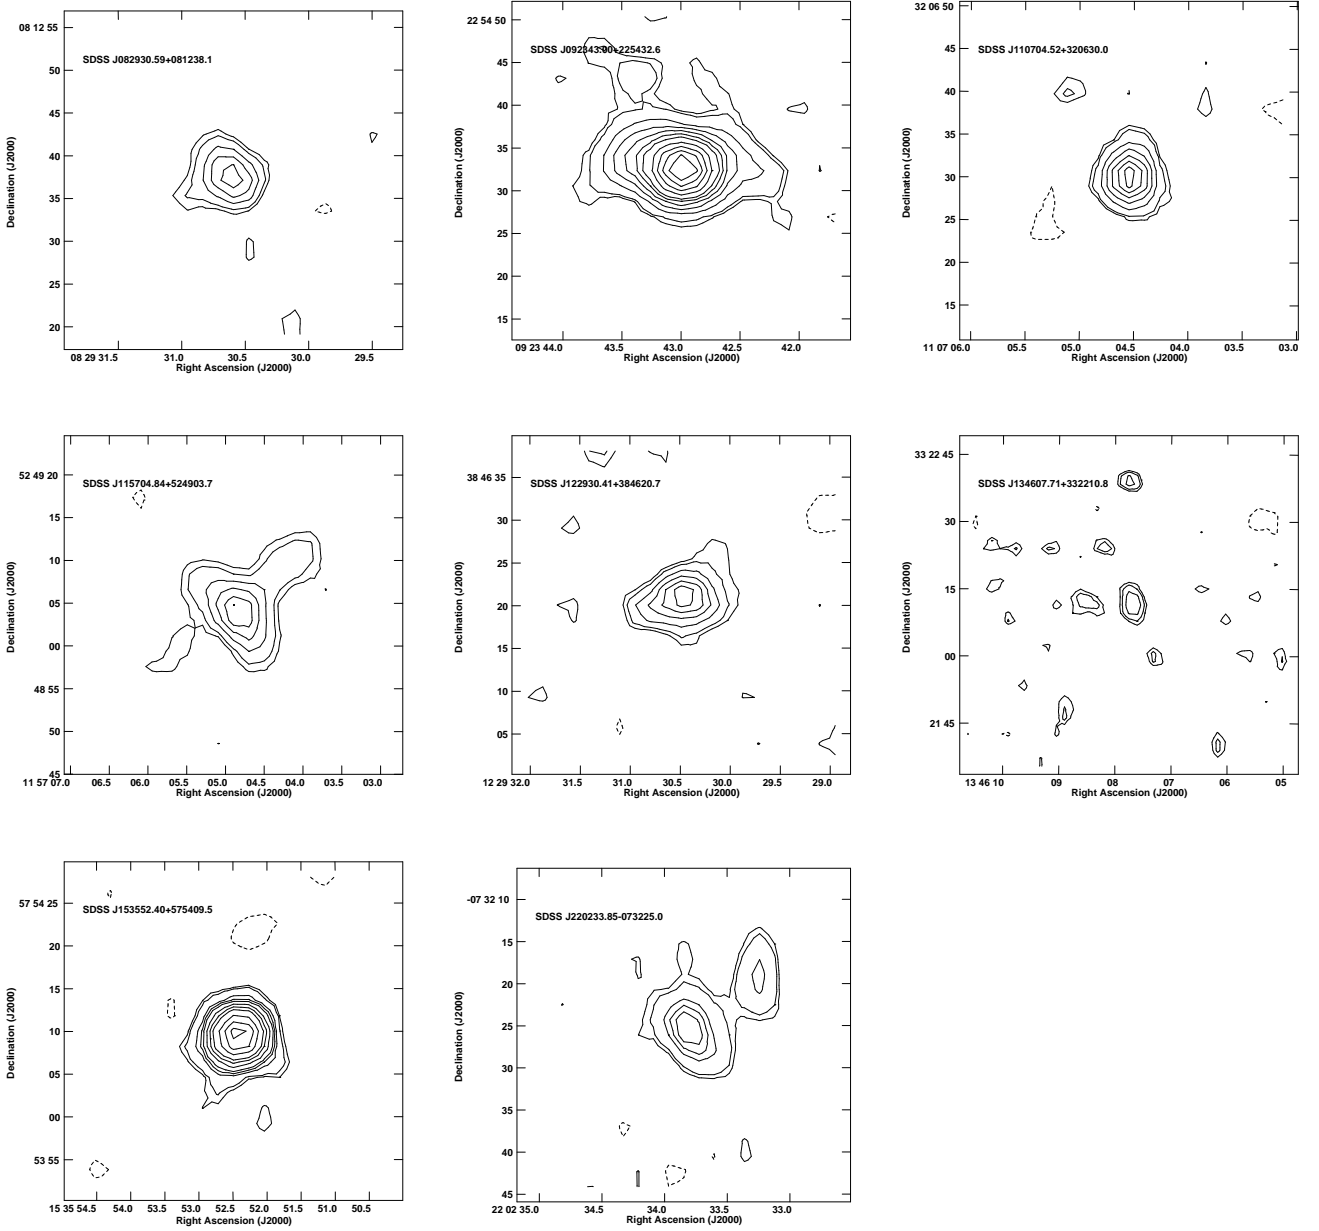 SDSS J082930.59+081238.1
Declination (J2000)
08 12 55
50
45
40
35
30
25
20
08 29 31.5
31.0
30.5
30.0
29.5
Right Ascension (J2000)
SDSS J092343.00+225432.6
Declination (J2000)
22 54 50
45
40
35
30
25
20
15
09 23 44.0
43.5
43.0
42.5
42.0
Right Ascension (J2000)
SDSS J110704.52+320630.0
Declination (J2000)
32 06 50
45
40
35
30
25
20
15
11 07 06.0
05.5
05.0
04.5
04.0
03.5
03.0
Right Ascension (J2000)
SDSS J115704.84+524903.7
Declination (J2000)
52 49 20
15
10
05
00
48 55
50
45
11 57 07.0
06.5
06.0
05.5
05.0
04.5
04.0
03.5
03.0
Right Ascension (J2000)
SDSS J122930.41+384620.7
Declination (J2000)
38 46 35
30
25
20
15
10
05
12 29 32.0
31.5
31.0
30.5
30.0
29.5
29.0
Right Ascension (J2000)
SDSS J134607.71+332210.8
Declination (J2000)
33 22 45
30
15
00
21 45
13 46 10
09
08
07
06
05
Right Ascension (J2000)
SDSS J153552.40+575409.5
Declination (J2000)
57 54 25
20
15
10
05
00
53 55
15 35 54.5
54.0
53.5
53.0
52.5
52.0
51.5
51.0
50.5
Right Ascension (J2000)
SDSS J220233.85-073225.0
Declination (J2000)
-07 32 10
15
20
25
30
35
40
45
22 02 35.0
34.5
34.0
33.5
33.0
Right Ascension (J2000)